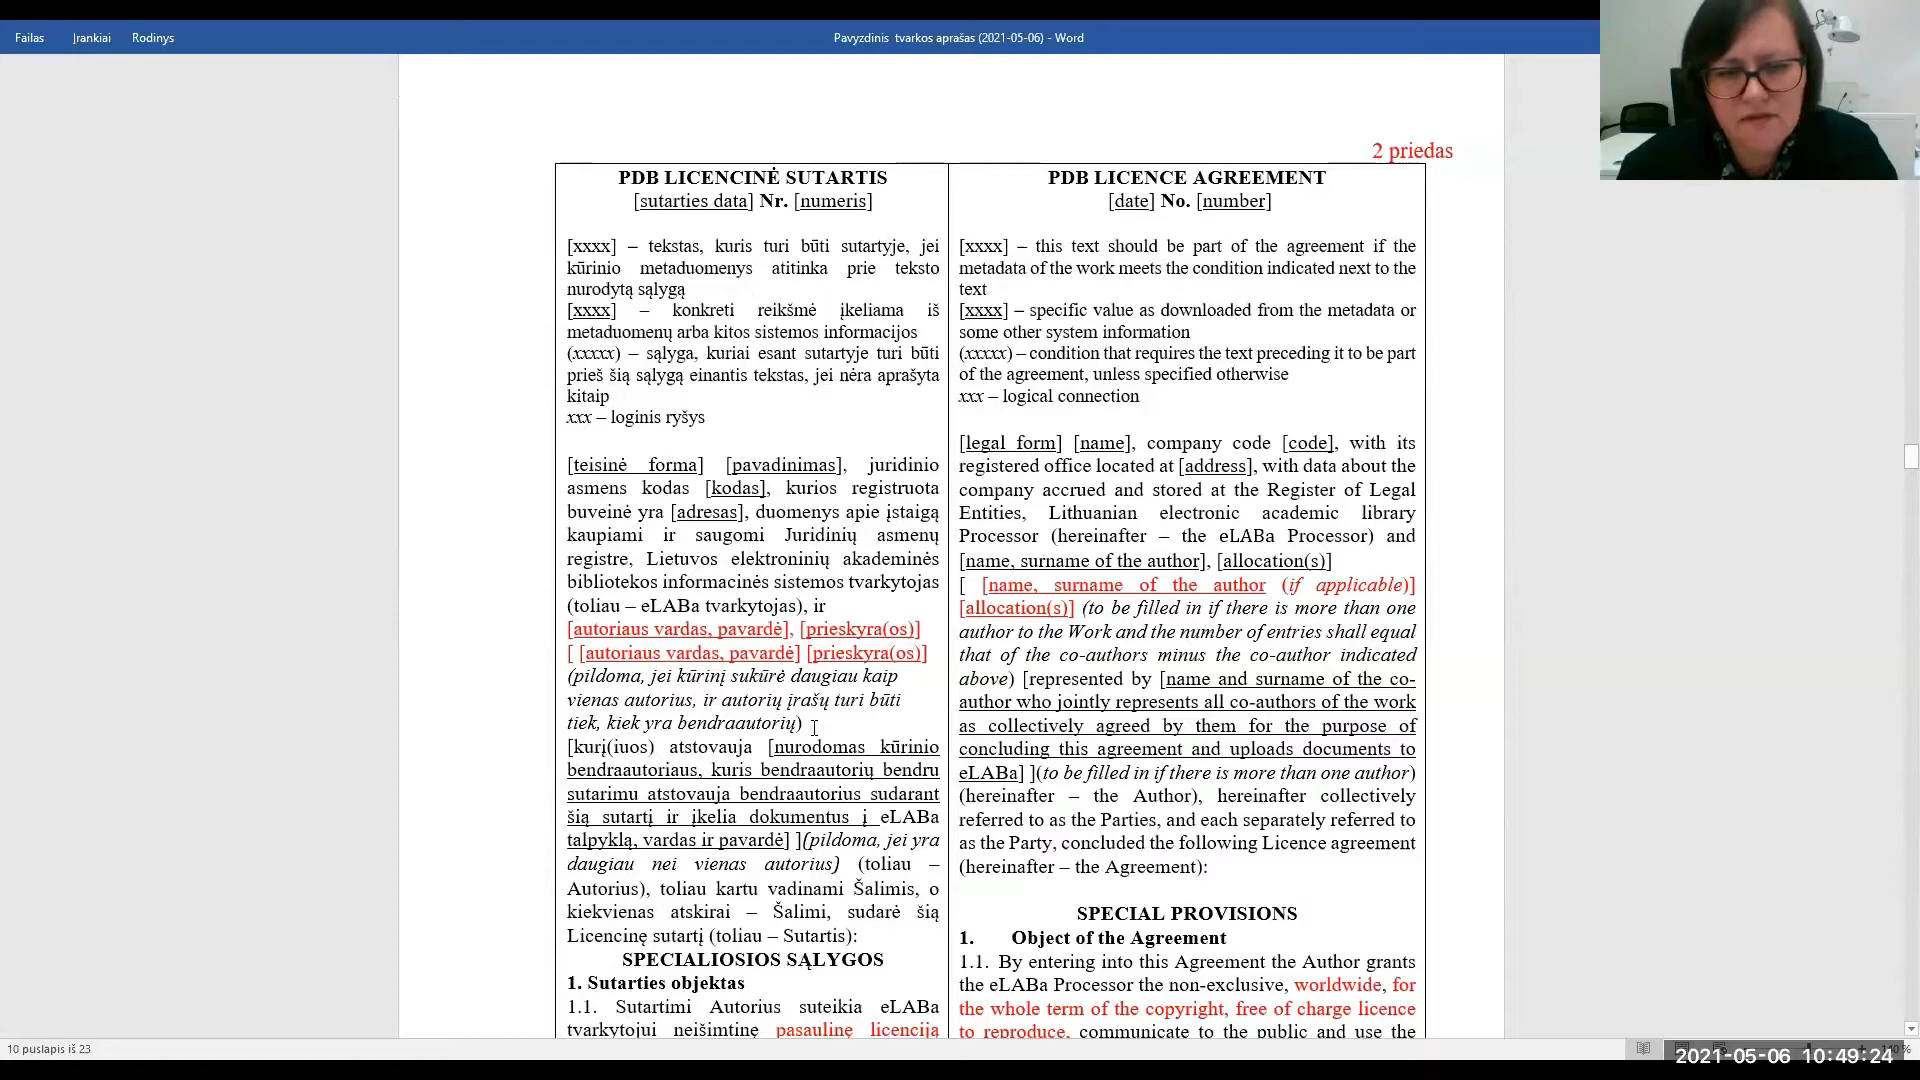 Failas Įrankiai Rodinys
Pavyzdinis tvarkos aprašas (2021-05-06) - Word
2 priedas
PDB LICENCINĖ SUTARTIS
[sutarties data] Nr. [numeris]
[xxxx] – tekstas, kuris turi būti sutartyje, jei
kūrinio metaduomenys atitinka prie teksto
nurodytą sąlygą
[xxxx] – konkreti reikšmė įkeliama iš
metaduomenų arba kitos sistemos informacijos
(xxxxx) – sąlyga, kuriai esant sutartyje turi būti
prieš šią sąlygą einantis tekstas, jei nėra aprašyta
kitaip
xxx – loginis ryšys
[teisinė forma] [pavadinimas], juridinio
asmens kodas [kodas], kurios registruota
buveinė yra [adresas], duomenys apie įstaigą
kaupiami ir saugomi Juridinių asmenų
registre, Lietuvos elektroninių akademinės
bibliotekos informacinės sistemos tvarkytojas
(toliau – eLABa tvarkytojas), ir
[autoriaus vardas, pavardė], [prieskyra(os)]
[ [autoriaus vardas, pavardė] [prieskyra(os)]
(pildoma, jei kūrinį sukūrė daugiau kaip
vienas autorius, ir autorių įrašų turi būti
tiek, kiek yra bendraautorių)
[kurį(iuos) atstovauja [nurodomas kūrinio
bendraautoriaus, kuris bendraautorių bendru
sutarimu atstovauja bendraautorius sudarant
šią sutartį ir įkelia dokumentus į eLABa
talpyklą, vardas ir pavardė] ](pildoma, jei yra
daugiau nei vienas autorius) (toliau –
Autorius), toliau kartu vadinami Šalimis, o
kiekvienas atskirai – Šalimi, sudarė šią
Licencinę sutartį (toliau – Sutartis):
SPECIALIOSIOS SĄLYGOS
1. Sutarties objektas
1.1. Sutartimi Autorius suteikia eLABa
tvarkytojui neišimtinę pasaulinę licenciją
PDB LICENCE AGREEMENT
[date] No. [number]
[xxxx] – this text should be part of the agreement if the
metadata of the work meets the condition indicated next to the
text
[xxxx] – specific value as downloaded from the metadata or
some other system information
(xxxxx) – condition that requires the text preceding it to be part
of the agreement, unless specified otherwise
xxx – logical connection
[legal form] [name], company code [code], with its
registered office located at [address], with data about the
company accrued and stored at the Register of Legal
Entities, Lithuanian electronic academic library
Processor (hereinafter – the eLABa Processor) and
[name, surname of the author], [allocation(s)]
[ [name, surname of the author (if applicable)]
[allocation(s)] (to be filled in if there is more than one
author to the Work and the number of entries shall equal
that of the co-authors minus the co-author indicated
above) [represented by [name and surname of the co-
author who jointly represents all co-authors of the work
as collectively agreed by them for the purpose of
concluding this agreement and uploads documents to
eLABa] ](to be filled in if there is more than one author)
(hereinafter – the Author), hereinafter collectively
referred to as the Parties, and each separately referred to
as the Party, concluded the following Licence agreement
(hereinafter – the Agreement):
SPECIAL PROVISIONS
1. Object of the Agreement
1.1. By entering into this Agreement the Author grants
the eLABa Processor the non-exclusive, worldwide, for
the whole term of the copyright, free of charge licence
to reproduce, communicate to the public and use the
10 puslapis iš 23
2021-05-06 10:49:24